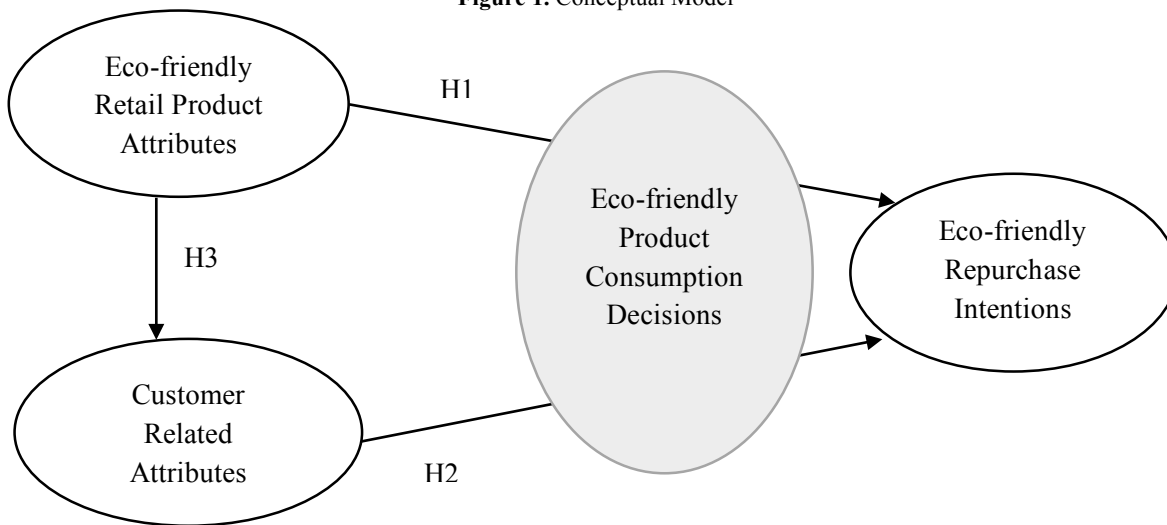 Figure 1. Conceptual Model
Eco-friendly
Retail Product
Attributes
H1
Eco-friendly
Product
Consumption
Decisions
Eco-friendly
Repurchase
Intentions
H3
Customer
Related
Attributes
H2